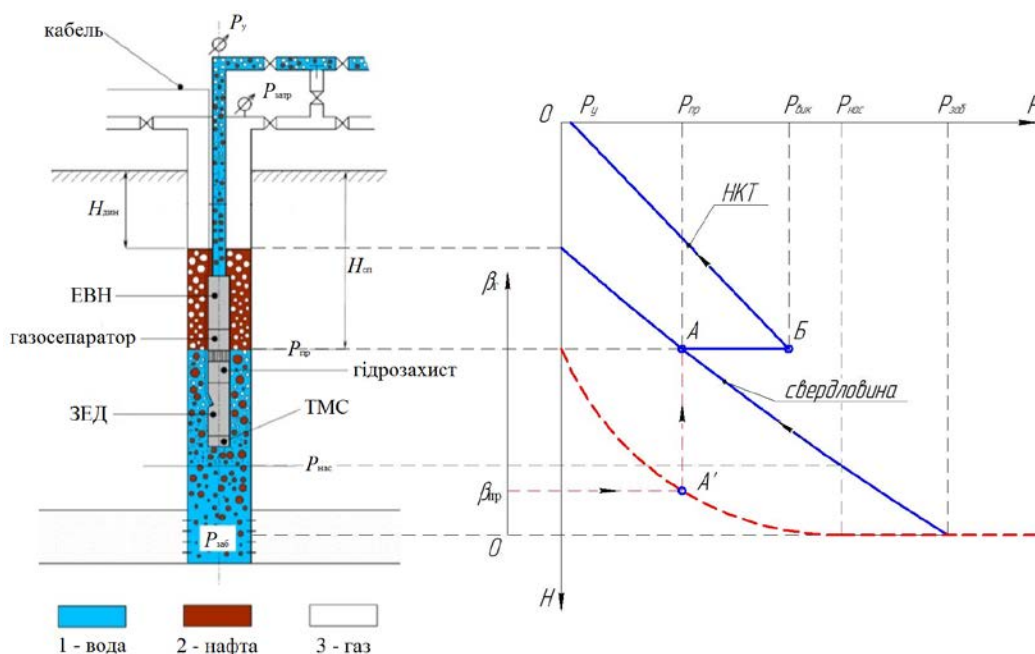 кабель
Pу
Pзатр
Hдин
Hсп
ЕВН
газосепаратор
Pпр
гідрозахист
ЗЕД
ТМС
Pнас
Pзаб
1 - вода
2 - нафта
3 - газ
O
Pу
Pпр
Pвик
Pнас
Pзаб
P
НКТ
βг
А
Б
свердловина
βпр
А′
O
H